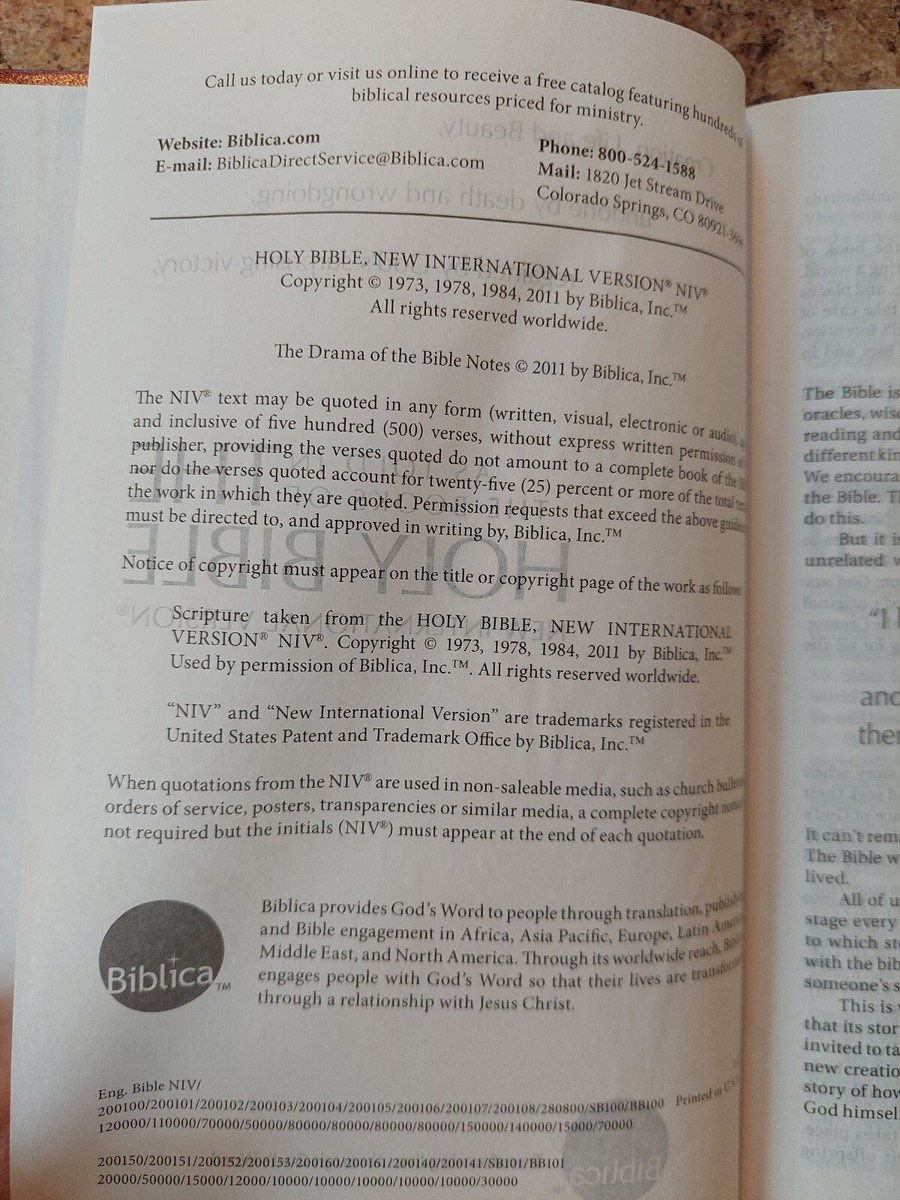 Call us today or visit us online to receive a free catalog featuring hundreds of
biblical resources priced for ministry.
Website: Biblica.com
E-mail: BiblicaDirectService@Biblica.com
Phone: 800-524-1588
Mail: 1820 Jet Stream Drive
Colorado Springs, CO 80921-3696
HOLY BIBLE, NEW INTERNATIONAL VERSION® NIV®
Copyright © 1973, 1978, 1984, 2011 by Biblica, Inc.™
All rights reserved worldwide.
The Drama of the Bible Notes © 2011 by Biblica, Inc.™
The NIV® text may be quoted in any form (written, visual, electronic or audio),
and inclusive of five hundred (500) verses, without express written permission of
publisher, providing the verses quoted do not amount to a complete book of the
nor do the verses quoted account for twenty-five (25) percent or more of the total
the work in which they are quoted. Permission requests that exceed the above
must be directed to, and approved in writing by, Biblica, Inc.™
Notice of copyright must appear on the title or copyright page of the work as
Scripture taken from the HOLY BIBLE, NEW INTERNATIONAL
VERSION® NIV®. Copyright © 1973, 1978, 1984, 2011 by Biblica, Inc.™
Used by permission of Biblica, Inc.™. All rights reserved worldwide.
“NIV” and “New International Version” are trademarks registered in the
United States Patent and Trademark Office by Biblica, Inc.™
When quotations from the NIV® are used in non-saleable media, such as church
orders of service, posters, transparencies or similar media, a complete copyright
not required but the initials (NIV®) must appear at the end of each quotation.
Biblica™
Biblica provides God’s Word to people through translation,
and Bible engagement in Africa, Asia Pacific, Europe, Latin
Middle East, and North America. Through its worldwide reach,
engages people with God’s Word so that their lives are
through a relationship with Jesus Christ.
Eng. Bible NIV/
200100/200101/200102/200103/200104/200105/200106/200107/200108/280800/SB100/BB100 Printed in U.S.
120000/110000/70000/50000/80000/80000/80000/80000/150000/140000/15000/70000
200150/200151/200152/200153/200160/200161/200140/200141/SB101/BB101
20000/50000/15000/12000/10000/10000/10000/10000/10000/30000
The Bible is
oracles,
reading and
different
We
the Bible.
do this.
But it is
unrelated
“I
It can’t
The Bible
lived.
All of
stage every
to which
with the
someone’s
This is
that its
invited to
new
story of how
God